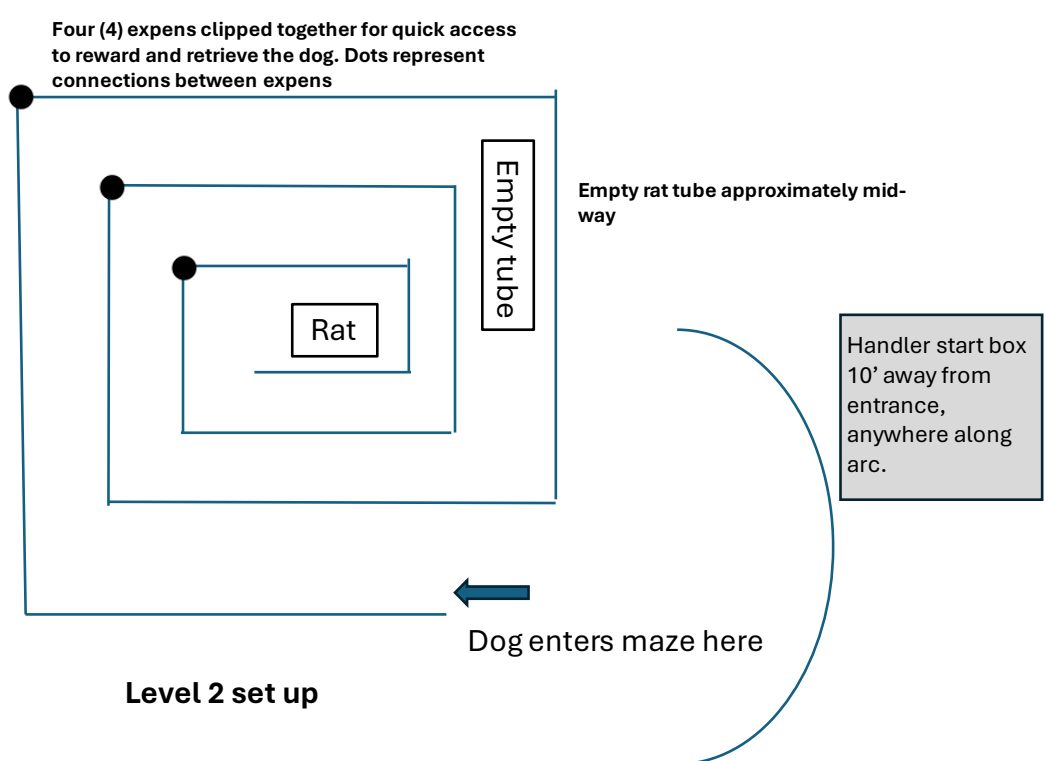 Four (4) expens clipped together for quick access
to reward and retrieve the dog. Dots represent
connections between expens
Empty tube
Empty rat tube approximately mid-
way
Rat
Handler start box
10’ away from
entrance,
anywhere along
arc.
Dog enters maze here
Level 2 set up